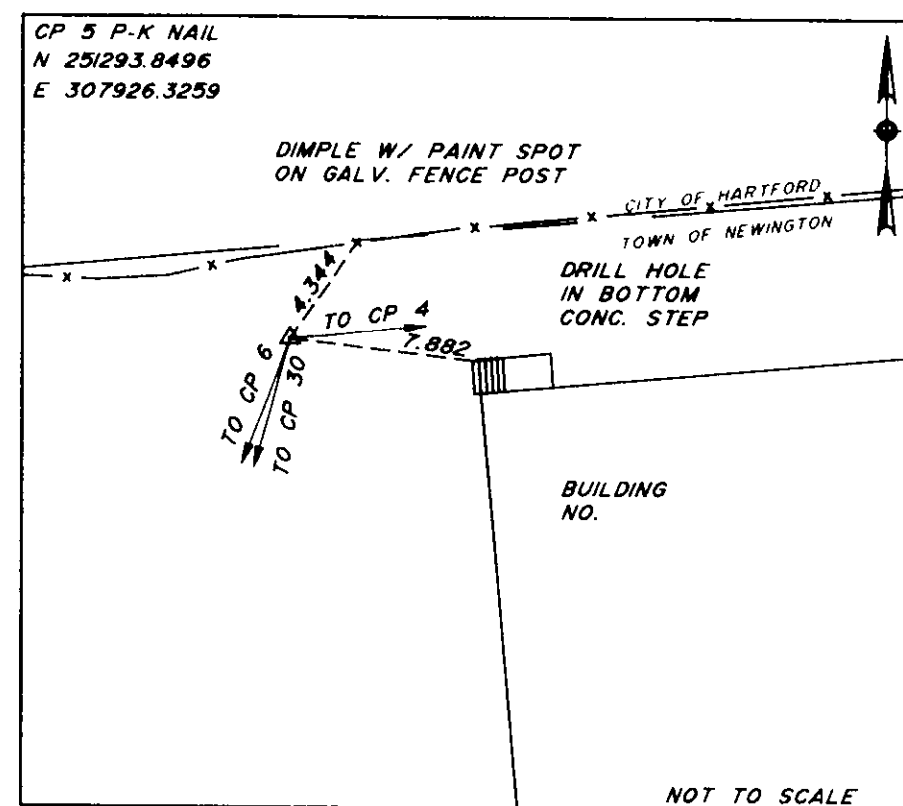 CP 5 P-K NAIL
N 251293.8496
E 307926.3259
DIMPLE W/ PAINT SPOT
ON GALV. FENCE POST
CITY OF HARTFORD
TOWN OF NEWINGTON
DRILL HOLE
IN BOTTOM
CONC. STEP
4.344
TO CP 4
7.882
TO CP 6
TO CP 30
BUILDING
NO.
NOT TO SCALE